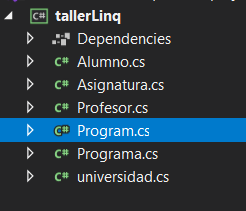 C# tallerLinq
Dependencies
C# Alumno.cs
C# Asignatura.cs
C# Profesor.cs
C# Program.cs
C# Programa.cs
C# universidad.cs